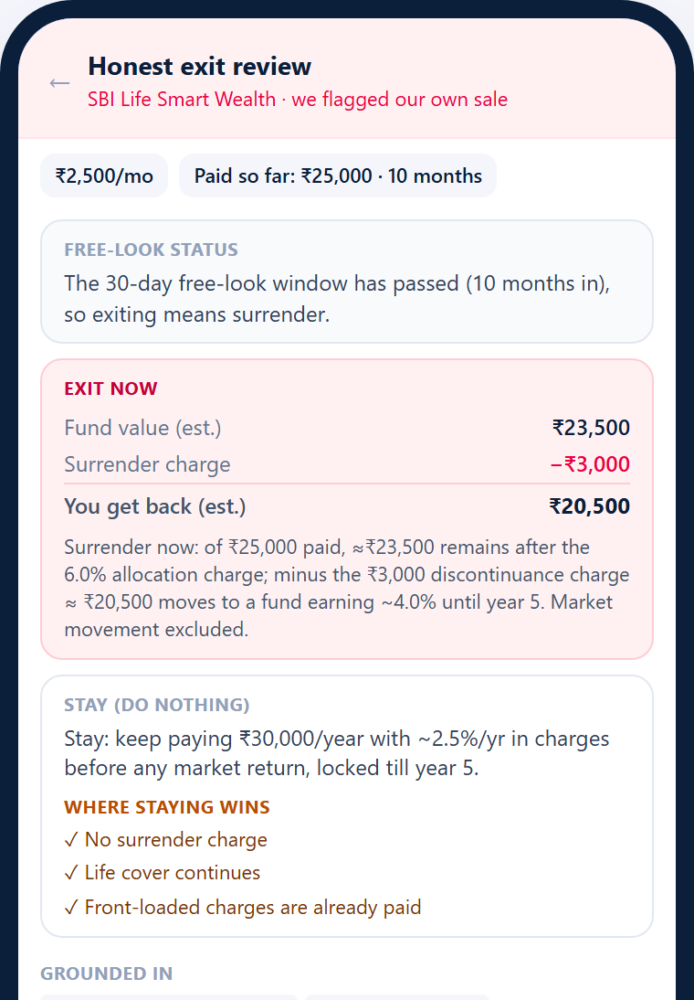 ←
Honest exit review
SBI Life Smart Wealth · we flagged our own sale
₹2,500/mo
Paid so far: ₹25,000 · 10 months
FREE-LOOK STATUS
The 30-day free-look window has passed (10 months in),
so exiting means surrender.
EXIT NOW
Fund value (est.) ₹23,500
Surrender charge −₹3,000
You get back (est.) ₹20,500
Surrender now: of ₹25,000 paid, ≈₹23,500 remains after the
6.0% allocation charge; minus the ₹3,000 discontinuance charge
≈ ₹20,500 moves to a fund earning ~4.0% until year 5. Market
movement excluded.
STAY (DO NOTHING)
Stay: keep paying ₹30,000/year with ~2.5%/yr in charges
before any market return, locked till year 5.
WHERE STAYING WINS
✓ No surrender charge
✓ Life cover continues
✓ Front-loaded charges are already paid
GROUNDED IN